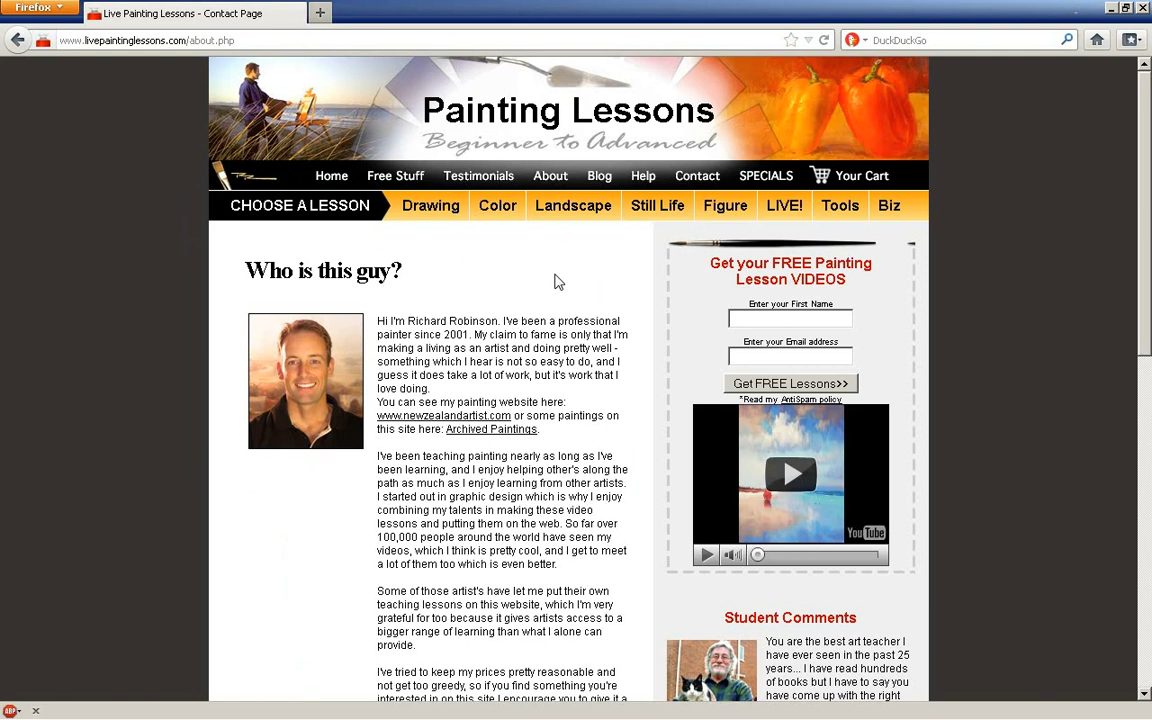 Firefox
Live Painting Lessons - Contact Page
www.livepaintinglessons.com/about.php
DuckDuckGo
Painting Lessons
Beginner to Advanced
Home Free Stuff Testimonials About Blog Help Contact SPECIALS Your Cart
CHOOSE A LESSON Drawing Color Landscape Still Life Figure LIVE! Tools Biz
Who is this guy?
Hi I'm Richard Robinson. I've been a professional
painter since 2001. My claim to fame is only that I'm
making a living as an artist and doing pretty well -
something which I hear is not so easy to do, and I
guess it does take a lot of work, but it's work that I
love doing.
You can see my painting website here:
www.newzealandartist.com or some paintings on
this site here: Archived Paintings.
I've been teaching painting nearly as long as I've
been learning, and I enjoy helping other's along the
path as much as I enjoy learning from other artists.
I started out in graphic design which is why I enjoy
combining my talents in making these video
lessons and putting them on the web. So far over
100,000 people around the world have seen my
videos, which I think is pretty cool, and I get to meet
a lot of them too which is even better.
Some of those artist's have let me put their own
teaching lessons on this website, which I'm very
grateful for too because it gives artists access to a
bigger range of learning than what I alone can
provide.
I've tried to keep my prices pretty reasonable and
not get too greedy, so if you find something you're
interested in on this site I encourage you to give it a
Get your FREE Painting
Lesson VIDEOS
Enter your First Name
Enter your Email address
Get FREE Lessons>>
*Read my AntiSpam policy
YouTube
Student Comments
You are the best art teacher I
have ever seen in the past 25
years... I have read hundreds
of books but I have to say you
have come up with the right
ABP